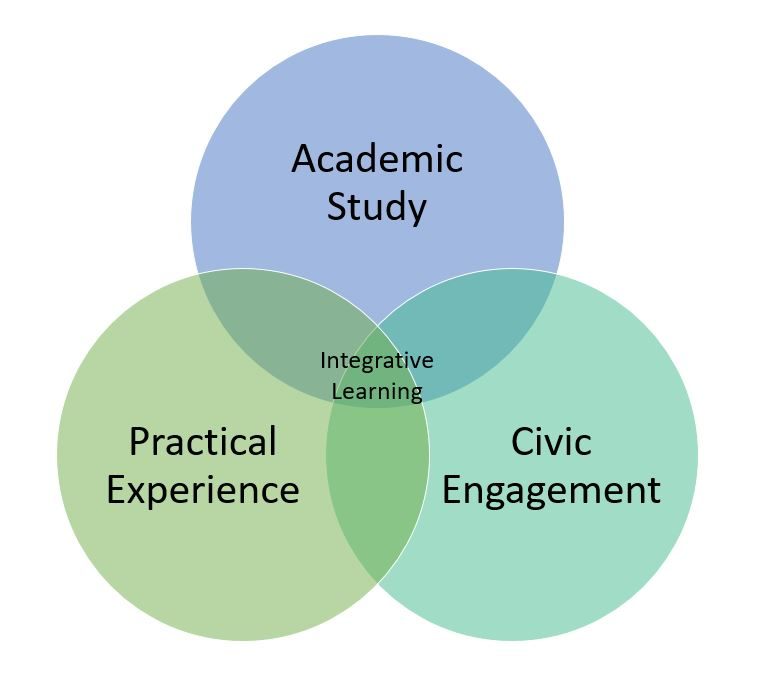 Academic
Study
Integrative
Learning
Practical
Experience
Civic
Engagement